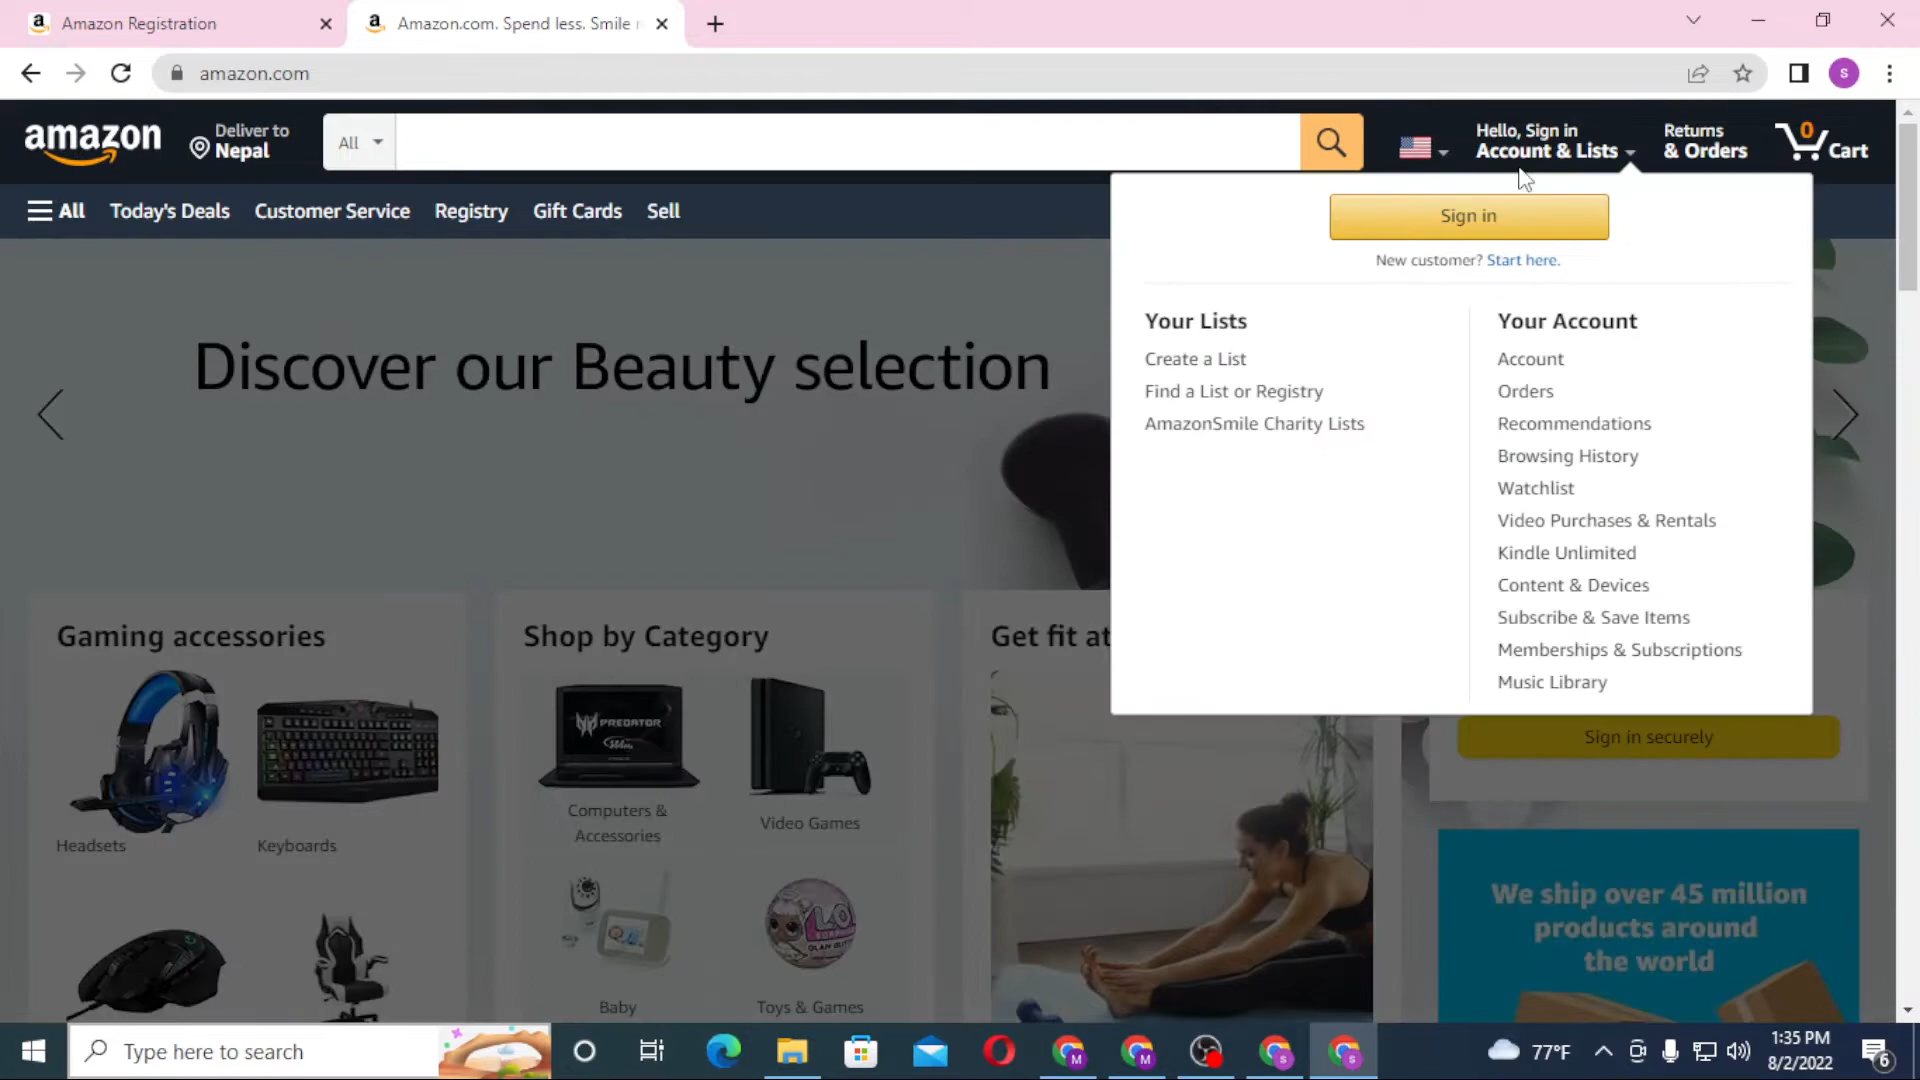 Amazon Registration
Amazon.com. Spend less. Smile
amazon.com
S
amazon
Deliver to
Nepal
All
Hello, Sign in
Account & Lists
Returns
& Orders
0
Cart
All
Today's Deals
Customer Service
Registry
Gift Cards
Sell
Sign in
New customer? Start here.
Your Lists
Create a List
Find a List or Registry
AmazonSmile Charity Lists
Your Account
Account
Orders
Recommendations
Browsing History
Watchlist
Video Purchases & Rentals
Kindle Unlimited
Content & Devices
Subscribe & Save Items
Memberships & Subscriptions
Music Library
Discover our Beauty selection
Gaming accessories
Headsets
Keyboards
Shop by Category
PREDATOR
Computers &
Accessories
Video Games
Baby
L.O.L.
SURPRISE!
Toys & Games
Get fit at
Sign in securely
We ship over 45 million
products around
the world
Type here to search
M
M
S
S
77°F
1:35 PM
8/2/2022
6